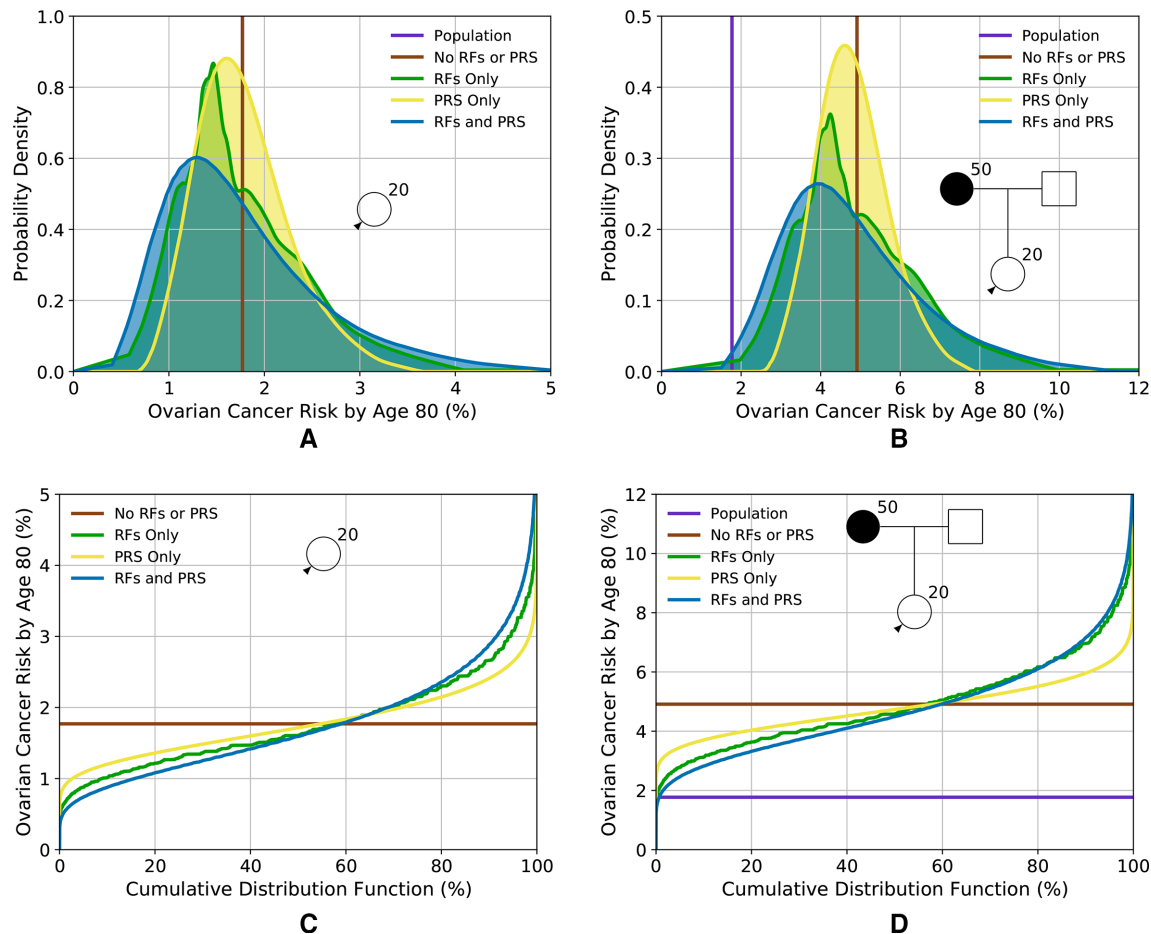 1.0
0.8
0.6
0.4
0.2
0.0
Probability Density
Population
No RFs or PRS
RFs Only
PRS Only
RFs and PRS
20
0 1 2 3 4 5
Ovarian Cancer Risk by Age 80 (%)
A
0.5
0.4
0.3
0.2
0.1
0.0
Probability Density
Population
No RFs or PRS
RFs Only
PRS Only
RFs and PRS
50
20
0 2 4 6 8 10 12
Ovarian Cancer Risk by Age 80 (%)
B
5
4
3
2
1
0
Ovarian Cancer Risk by Age 80 (%)
No RFs or PRS
RFs Only
PRS Only
RFs and PRS
20
0 20 40 60 80 100
Cumulative Distribution Function (%)
C
12
10
8
6
4
2
0
Ovarian Cancer Risk by Age 80 (%)
Population
No RFs or PRS
RFs Only
PRS Only
RFs and PRS
50
20
0 20 40 60 80 100
Cumulative Distribution Function (%)
D